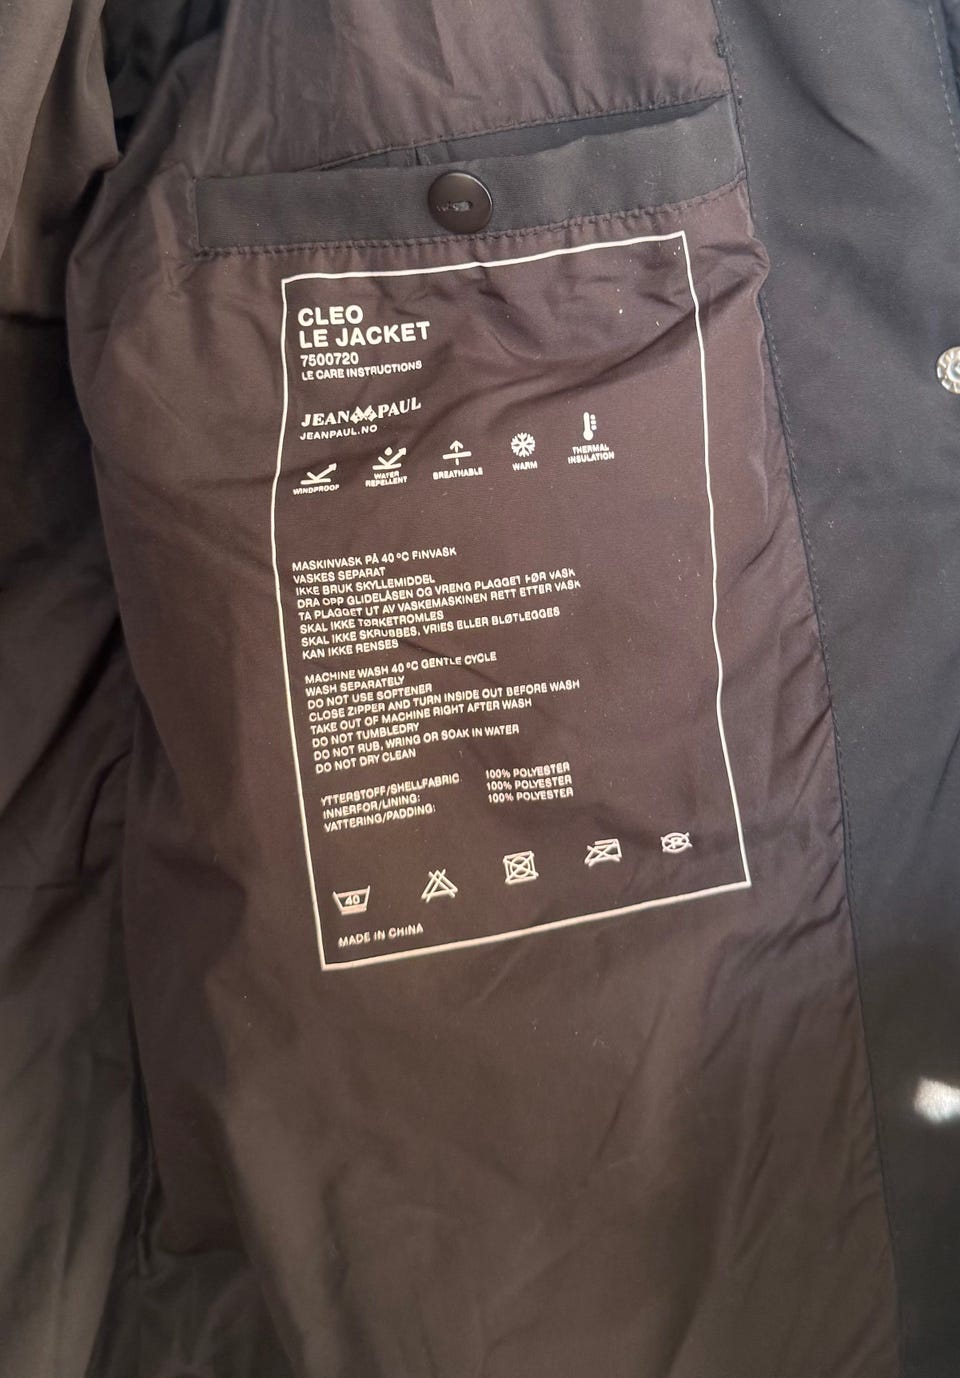 CLEO
LE JACKET
7500720
LE CARE INSTRUCTIONS
JEAN PAUL
JEANPAUL.NO
WINDPROOF
WATER
REPELLENT
BREATHABLE
WARM
THERMAL
INSULATION
MASKINVASK PÅ 40 °C FINVASK
VASKES SEPARAT
IKKE BRUK SKYLLEMIDDEL
DRA OPP GLIDELÅSEN OG VRENG PLAGGET FØR VASK
TA PLAGGET UT AV VASKEMASKINEN RETT ETTER VASK
SKAL IKKE TØRKETROMLES
SKAL IKKE SKRUBBES, VRIES ELLER BLØTLEGGES
KAN IKKE RENSES
MACHINE WASH 40 °C GENTLE CYCLE
WASH SEPARATELY
DO NOT USE SOFTENER
CLOSE ZIPPER AND TURN INSIDE OUT BEFORE WASH
TAKE OUT OF MACHINE RIGHT AFTER WASH
DO NOT TUMBLEDRY
DO NOT RUB, WRING OR SOAK IN WATER
DO NOT DRY CLEAN
YTTERSTOFF/SHELLFABRIC 100% POLYESTER
INNERFOR/LINING: 100% POLYESTER
VATTERING/PADDING: 100% POLYESTER
40
P
MADE IN CHINA